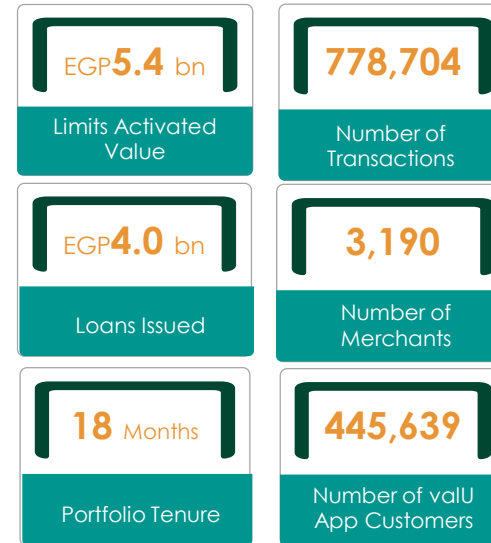 EGP5.4 bn
Limits Activated
Value
778,704
Number of
Transactions
EGP4.0 bn
Loans Issued
3,190
Number of
Merchants
18 Months
Portfolio Tenure
445,639
Number of valU
App Customers